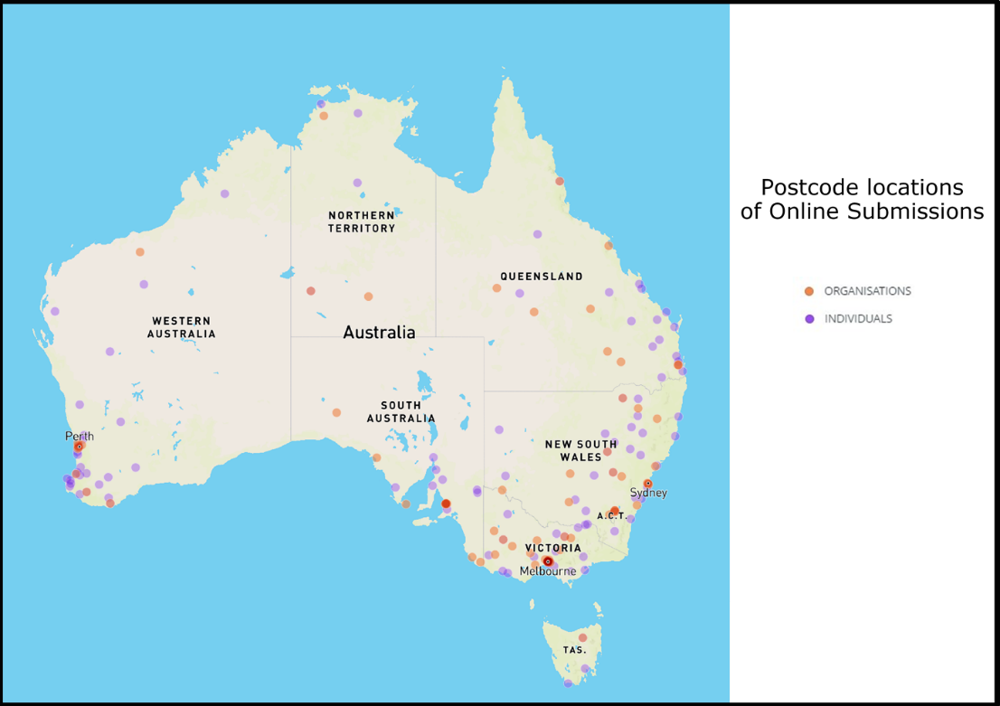 Postcode locations
of Online Submissions
ORGANISATIONS
INDIVIDUALS
NORTHERN
TERRITORY
QUEENSLAND
WESTERN
AUSTRALIA
Australia
SOUTH
AUSTRALIA
Perth
NEW SOUTH
WALES
Sydney
A.C.T.
VICTORIA
Melbourne
TAS.